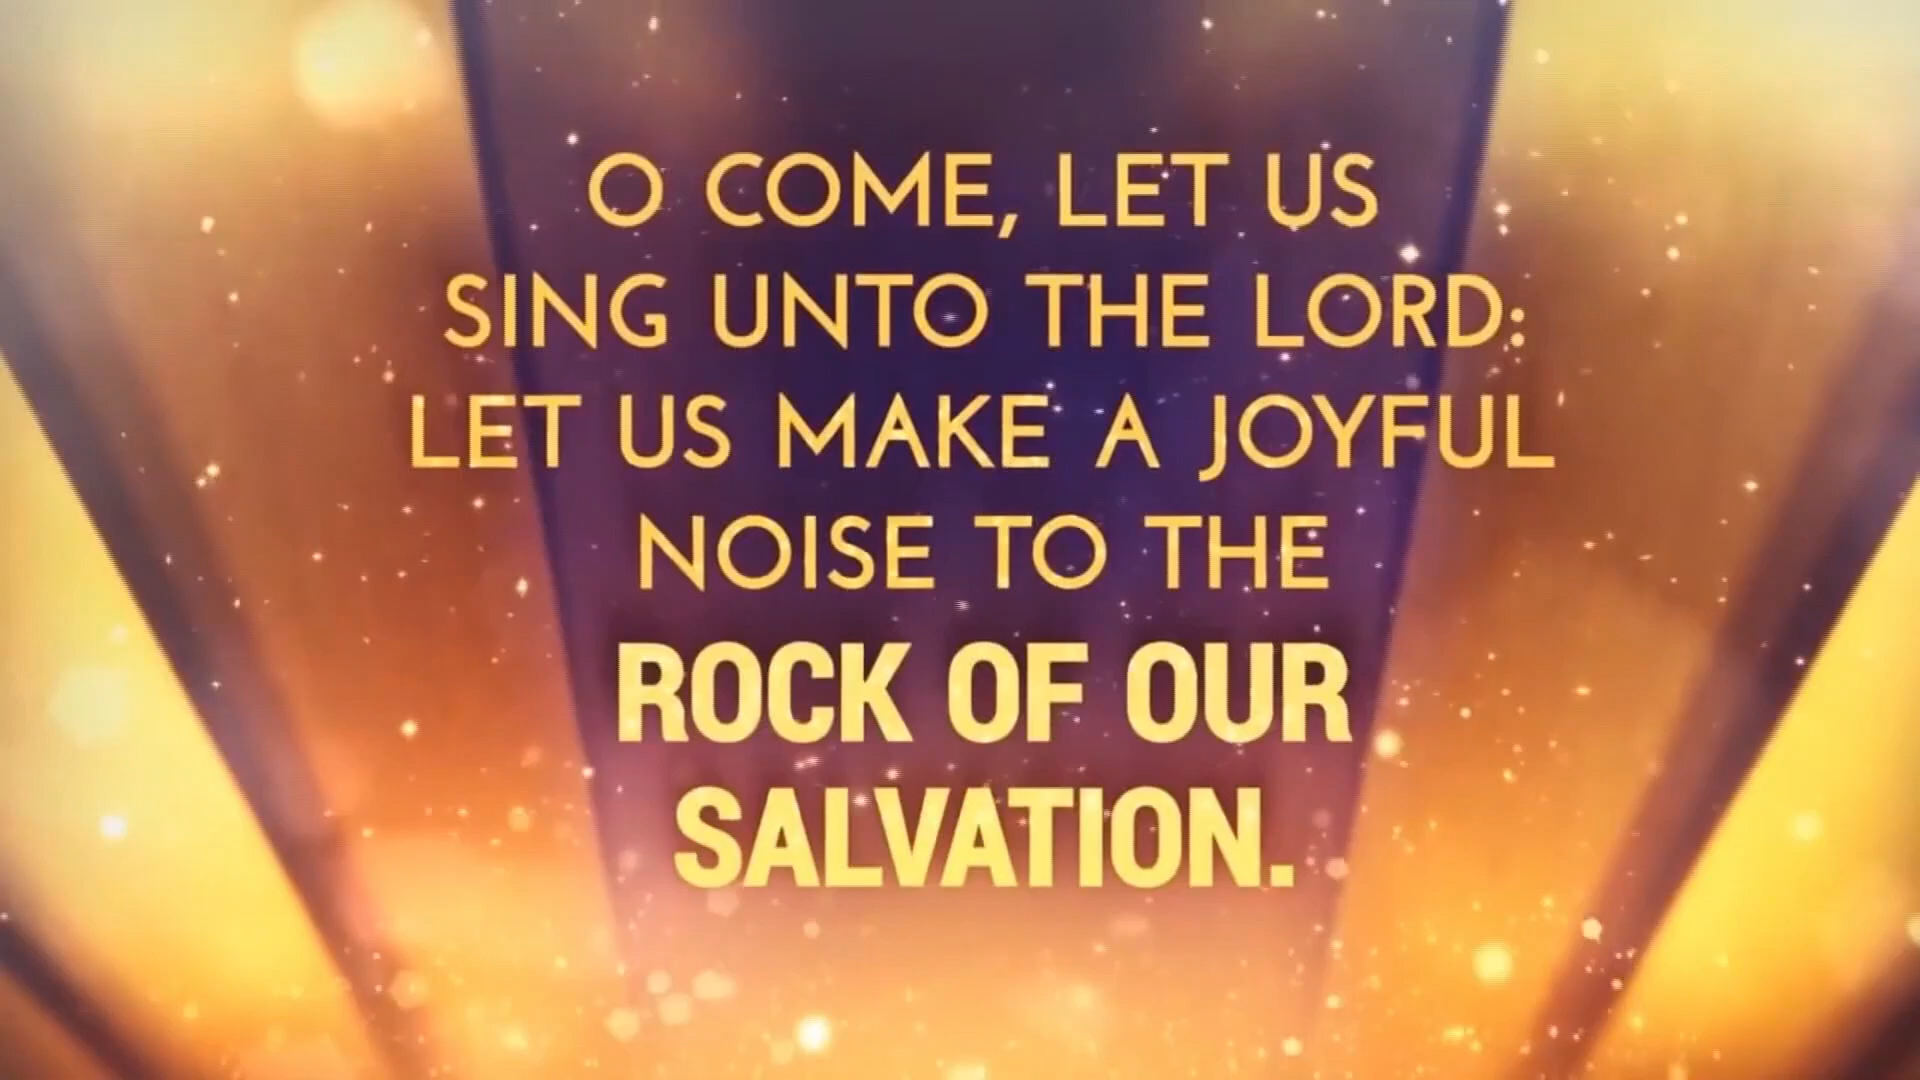 O COME, LET US
SING UNTO THE LORD:
LET US MAKE A JOYFUL
NOISE TO THE
ROCK OF OUR
SALVATION.